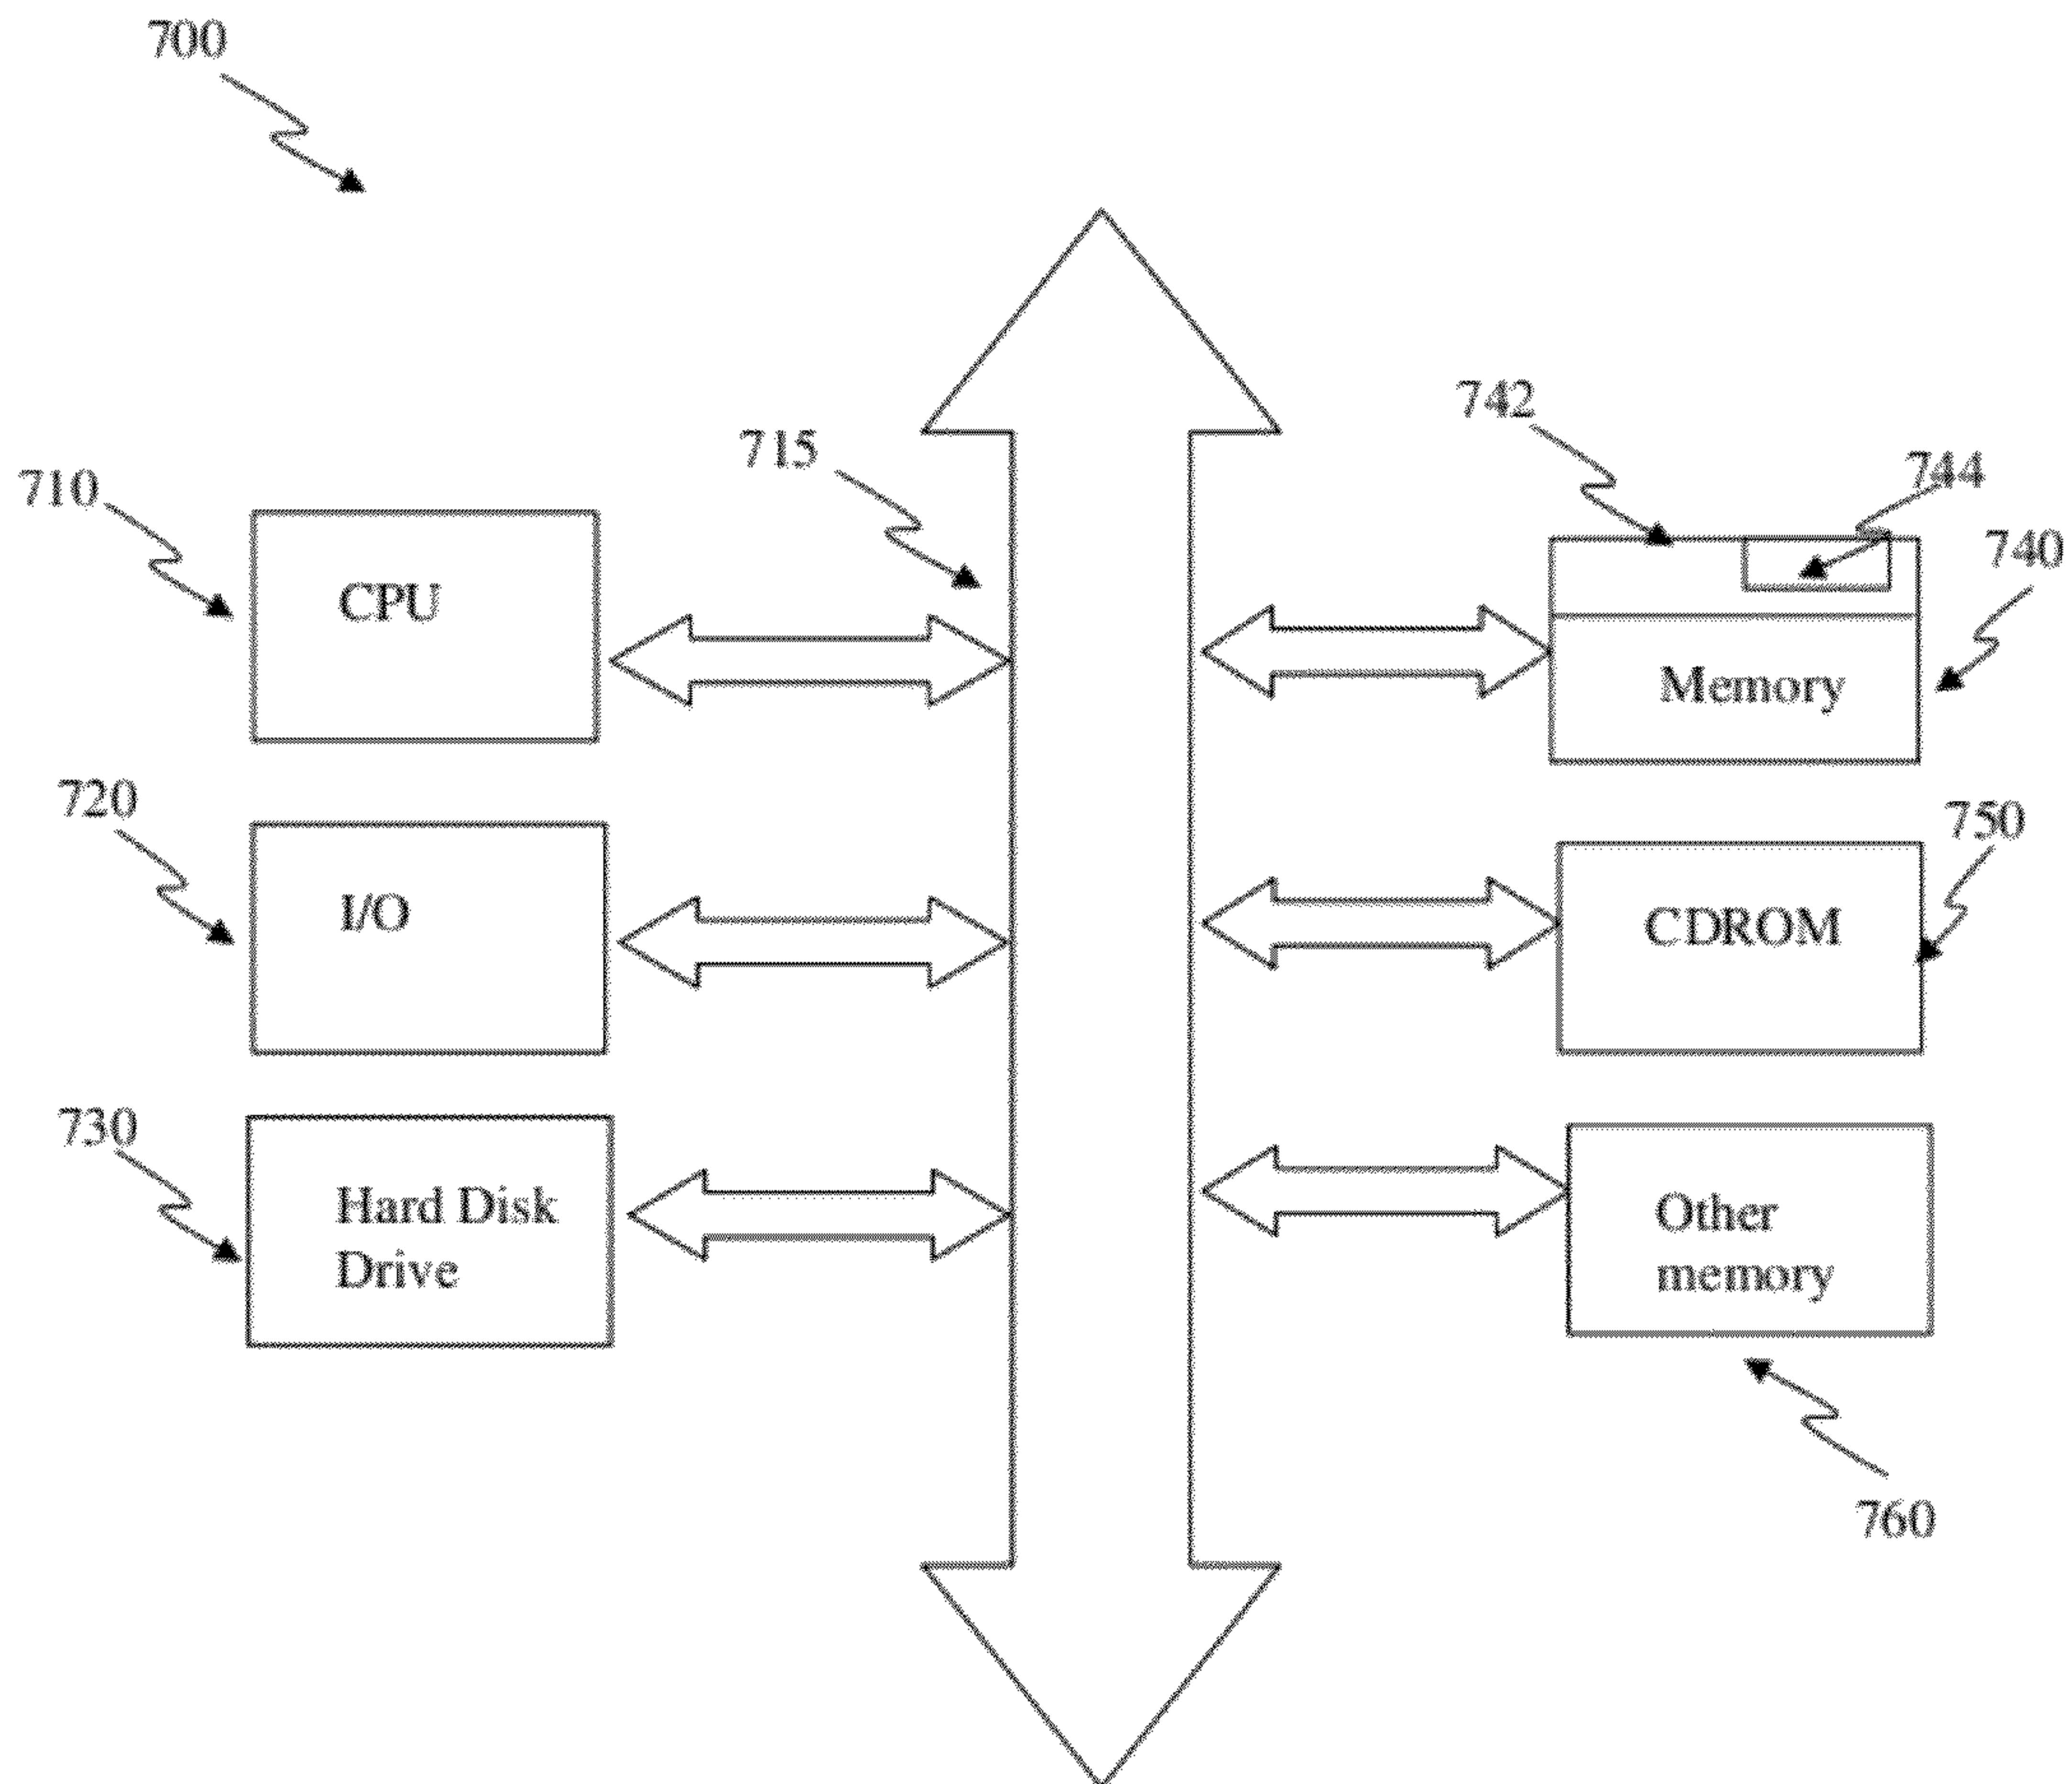 700
742
715
744
710
740
CPU
Memory
720
750
I/O
CDROM
730
Hard Disk
Drive
Other
memory
760